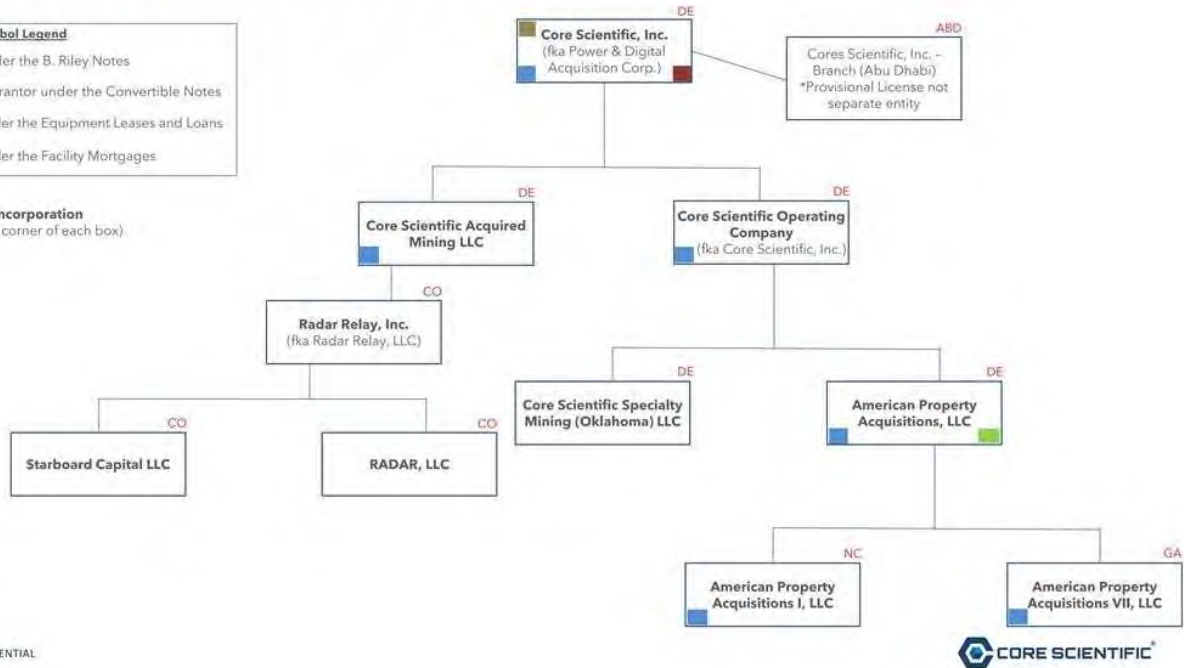 bol Legend
er the B. Riley Notes
rantor under the Convertible Notes
er the Equipment Leases and Loans
er the Facility Mortgages
ncorporation
corner of each box)
DE
Core Scientific, Inc.
(fka Power & Digital
Acquisition Corp.)
ABD
Cores Scientific, Inc. –
Branch (Abu Dhabi)
*Provisional License not
separate entity
DE
Core Scientific Acquired
Mining LLC
DE
Core Scientific Operating
Company
(fka Core Scientific, Inc.)
CO
Radar Relay, Inc.
(fka Radar Relay, LLC)
DE
Core Scientific Specialty
Mining (Oklahoma) LLC
DE
American Property
Acquisitions, LLC
CO
Starboard Capital LLC
CO
RADAR, LLC
NC
American Property
Acquisitions I, LLC
GA
American Property
Acquisitions VII, LLC
ENTIAL
CORE SCIENTIFIC